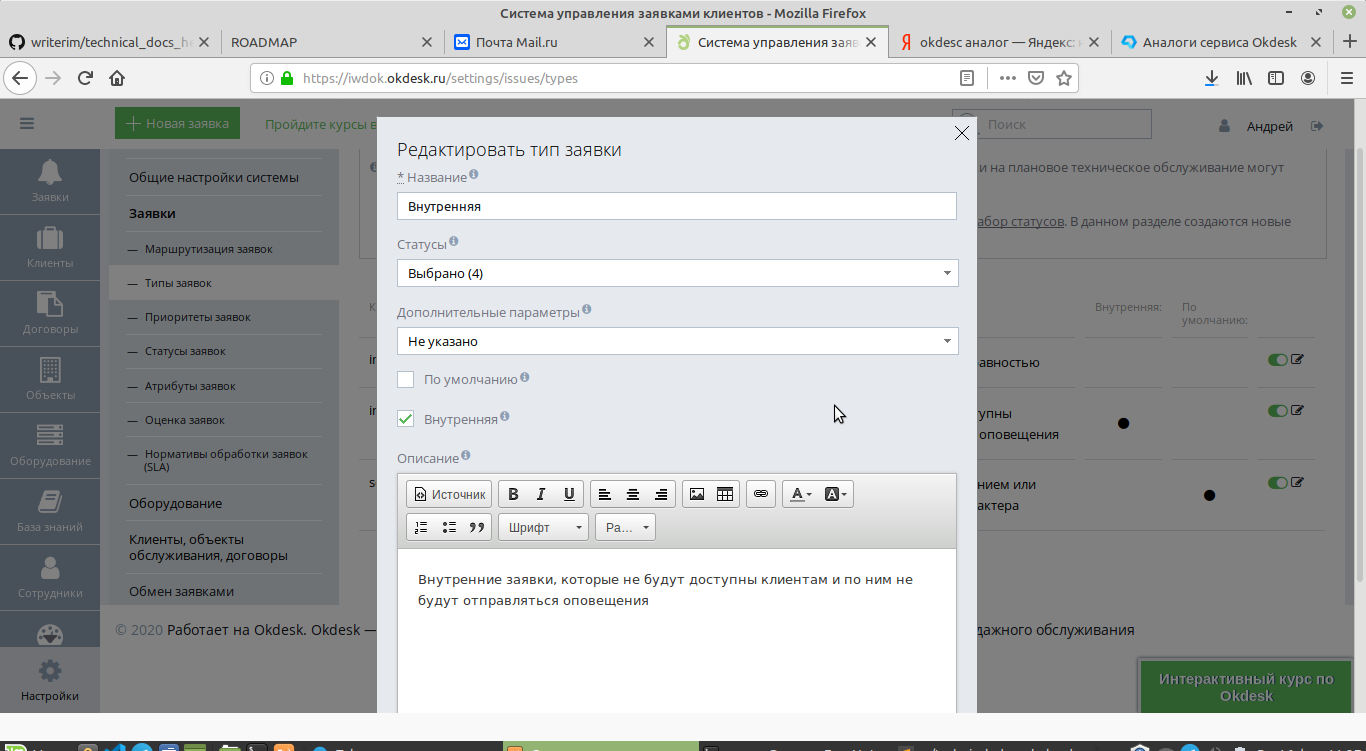 Система управления заявками клиентов - Mozilla Firefox
writerim/technical_docs_he
ROADMAP
Почта Mail.ru
Система управления заяв
okdesc аналог — Яндекс:
Аналоги сервиса Okdesk
https://iwdok.okdesk.ru/settings/issues/types
Новая заявка
Пройдите курсы в
Поиск
Андрей
Заявки
Клиенты
Договоры
Объекты
Оборудование
База знаний
Сотрудники
Настройки
Общие настройки системы
Заявки
— Маршрутизация заявок
— Типы заявок
— Приоритеты заявок
— Статусы заявок
— Атрибуты заявок
— Оценка заявок
— Нормативы обработки заявок
(SLA)
Оборудование
Клиенты, объекты
обслуживания, договоры
Обмен заявками
Редактировать тип заявки
* Название
Внутренняя
Статусы
Выбрано (4)
Дополнительные параметры
Не указано
По умолчанию
Внутренняя
Описание
Источник
B I U
A A
Шрифт
Ра...
Внутренние заявки, которые не будут доступны клиентам и по ним не
будут отправляться оповещения
и на плановое техническое обслуживание могут
абор статусов. В данном разделе создаются новые
К
Внутренняя:
По
умолчанию:
in
авностью
in
тупны
оповещения
s
нием или
рактера
© 2020 Работает на Okdesk. Okdesk —
дажного обслуживания
Интерактивный курс по
Okdesk